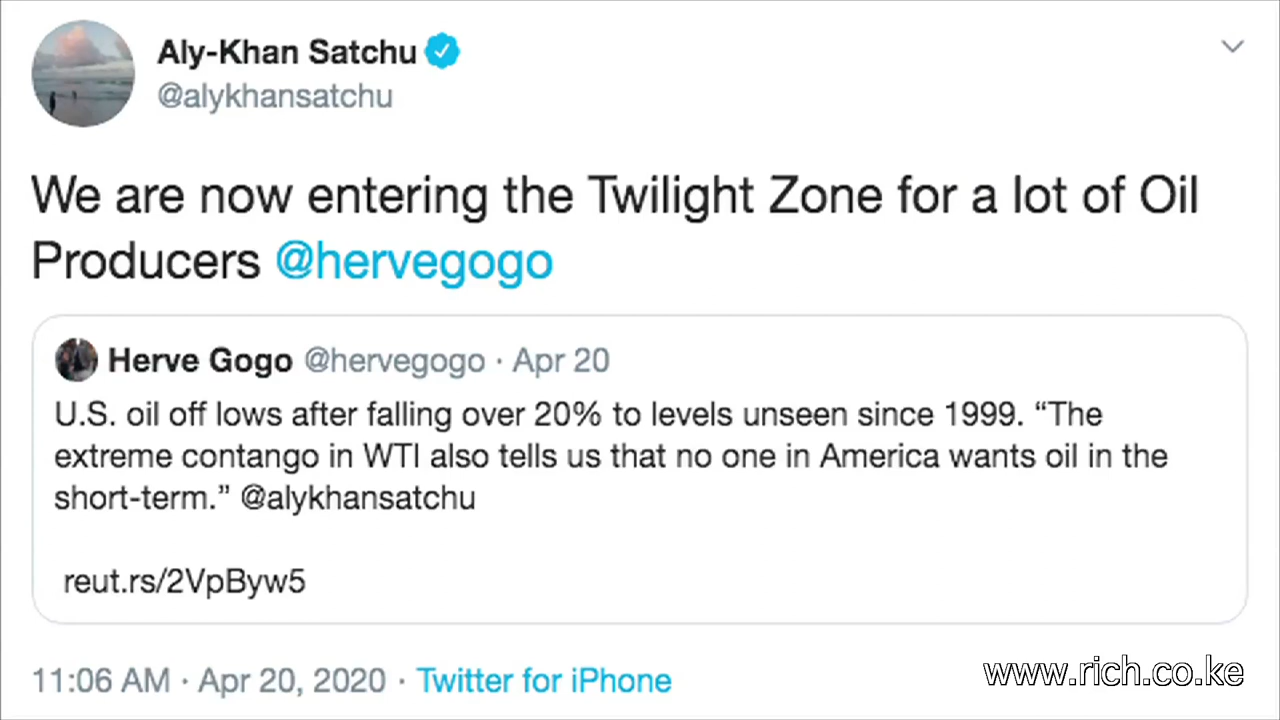 Aly-Khan Satchu
@alykhansatchu
We are now entering the Twilight Zone for a lot of Oil
Producers @hervegogo
Herve Gogo @hervegogo · Apr 20
U.S. oil off lows after falling over 20% to levels unseen since 1999. “The
extreme contango in WTI also tells us that no one in America wants oil in the
short-term.” @alykhansatchu
reut.rs/2VpByw5
11:06 AM · Apr 20, 2020 · Twitter for iPhone
www.rich.co.ke